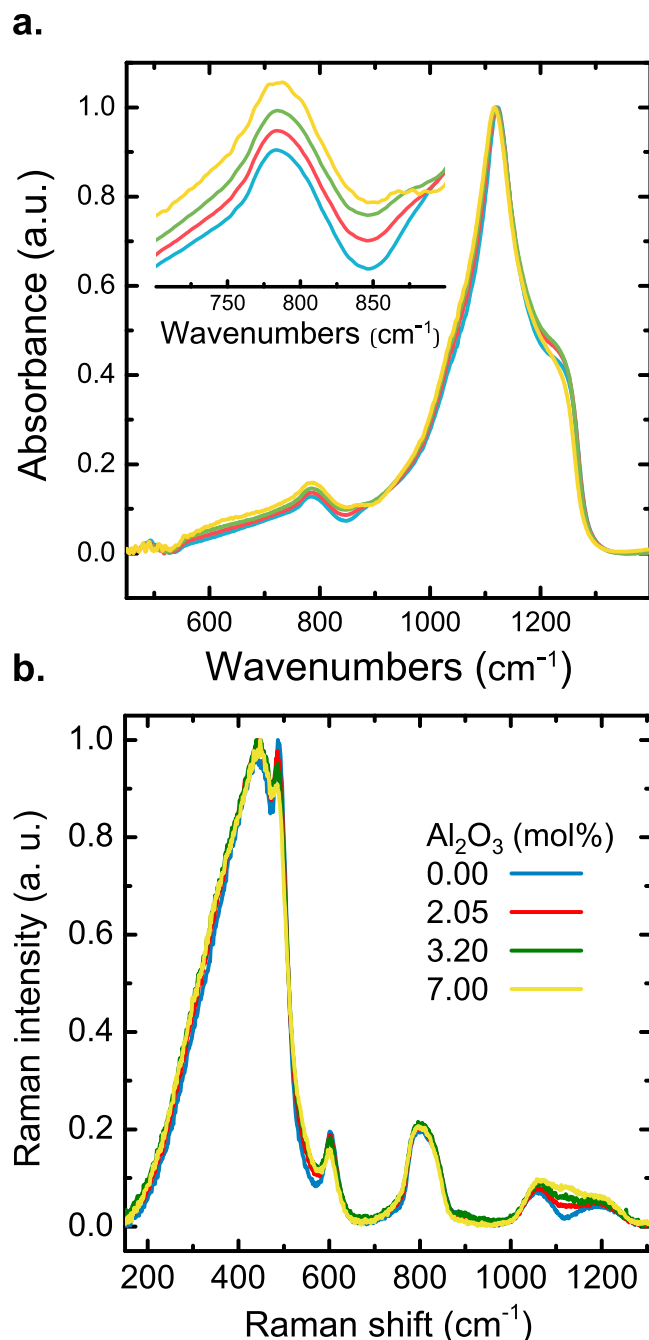 a.
1.0
0.8
0.6
0.4
0.2
0.0
Absorbance (a.u.)
750 800 850
Wavenumbers (cm⁻¹)
600 800 1000 1200
Wavenumbers (cm⁻¹)
b.
1.0
0.8
0.6
0.4
0.2
0.0
Raman intensity (a. u.)
Al₂O₃ (mol%)
0.00
2.05
3.20
7.00
200 400 600 800 1000 1200
Raman shift (cm⁻¹)